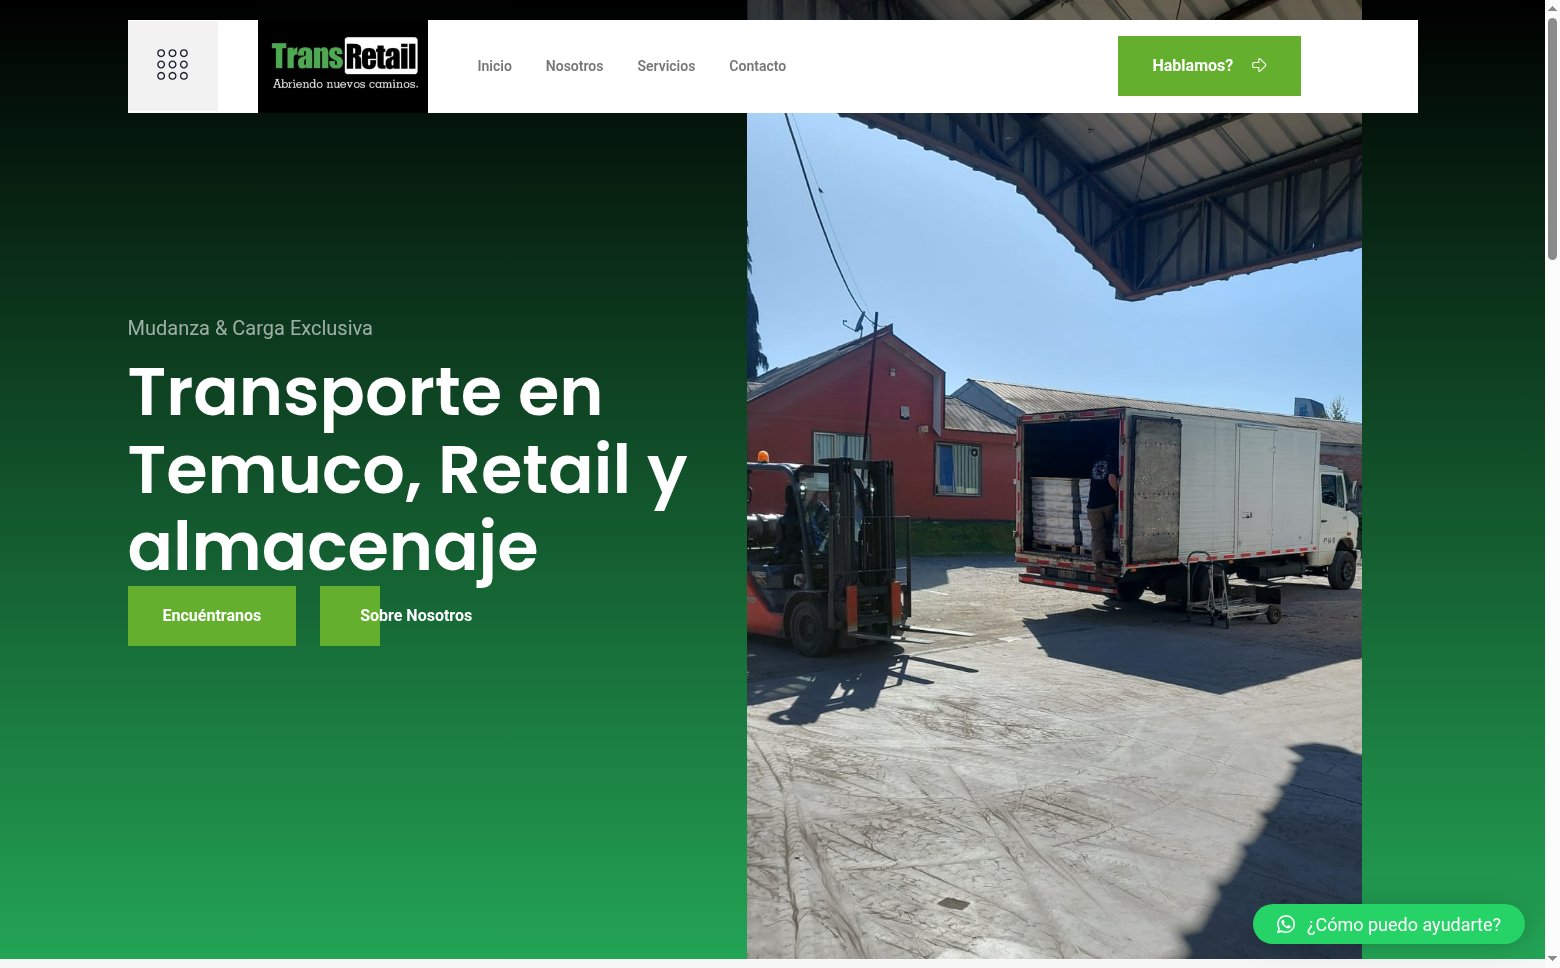 TransRetail
Abriendo nuevos caminos.
Inicio
Nosotros
Servicios
Contacto
Hablamos?
Mudanza & Carga Exclusiva
Transporte en
Temuco, Retail y
almacenaje
Encuéntranos
Sobre Nosotros
¿Cómo puedo ayudarte?